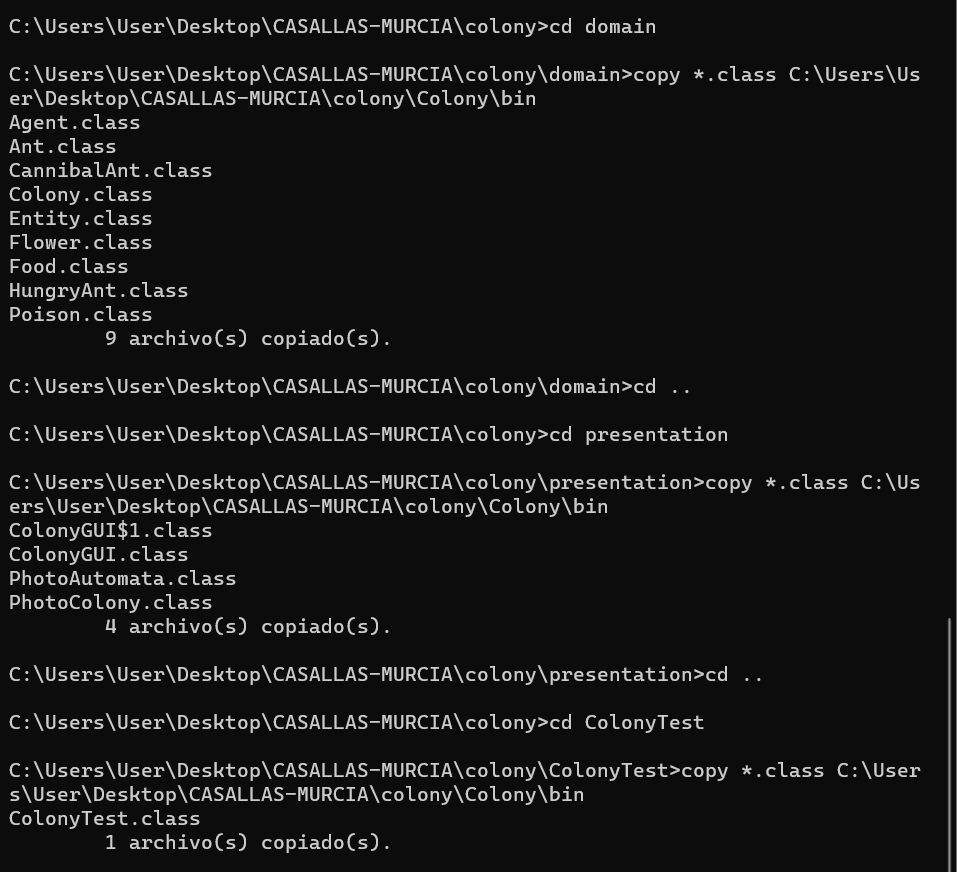 C:\Users\User\Desktop\CASALLAS-MURCIA\colony>cd domain
C:\Users\User\Desktop\CASALLAS-MURCIA\colony\domain>copy *.class C:\Users\Us
er\Desktop\CASALLAS-MURCIA\colony\Colony\bin
Agent.class
Ant.class
CannibalAnt.class
Colony.class
Entity.class
Flower.class
Food.class
HungryAnt.class
Poison.class
        9 archivo(s) copiado(s).
C:\Users\User\Desktop\CASALLAS-MURCIA\colony\domain>cd ..
C:\Users\User\Desktop\CASALLAS-MURCIA\colony>cd presentation
C:\Users\User\Desktop\CASALLAS-MURCIA\colony\presentation>copy *.class C:\Us
ers\User\Desktop\CASALLAS-MURCIA\colony\Colony\bin
ColonyGUI$1.class
ColonyGUI.class
PhotoAutomata.class
PhotoColony.class
        4 archivo(s) copiado(s).
C:\Users\User\Desktop\CASALLAS-MURCIA\colony\presentation>cd ..
C:\Users\User\Desktop\CASALLAS-MURCIA\colony>cd ColonyTest
C:\Users\User\Desktop\CASALLAS-MURCIA\colony\ColonyTest>copy *.class C:\User
s\User\Desktop\CASALLAS-MURCIA\colony\Colony\bin
ColonyTest.class
        1 archivo(s) copiado(s).